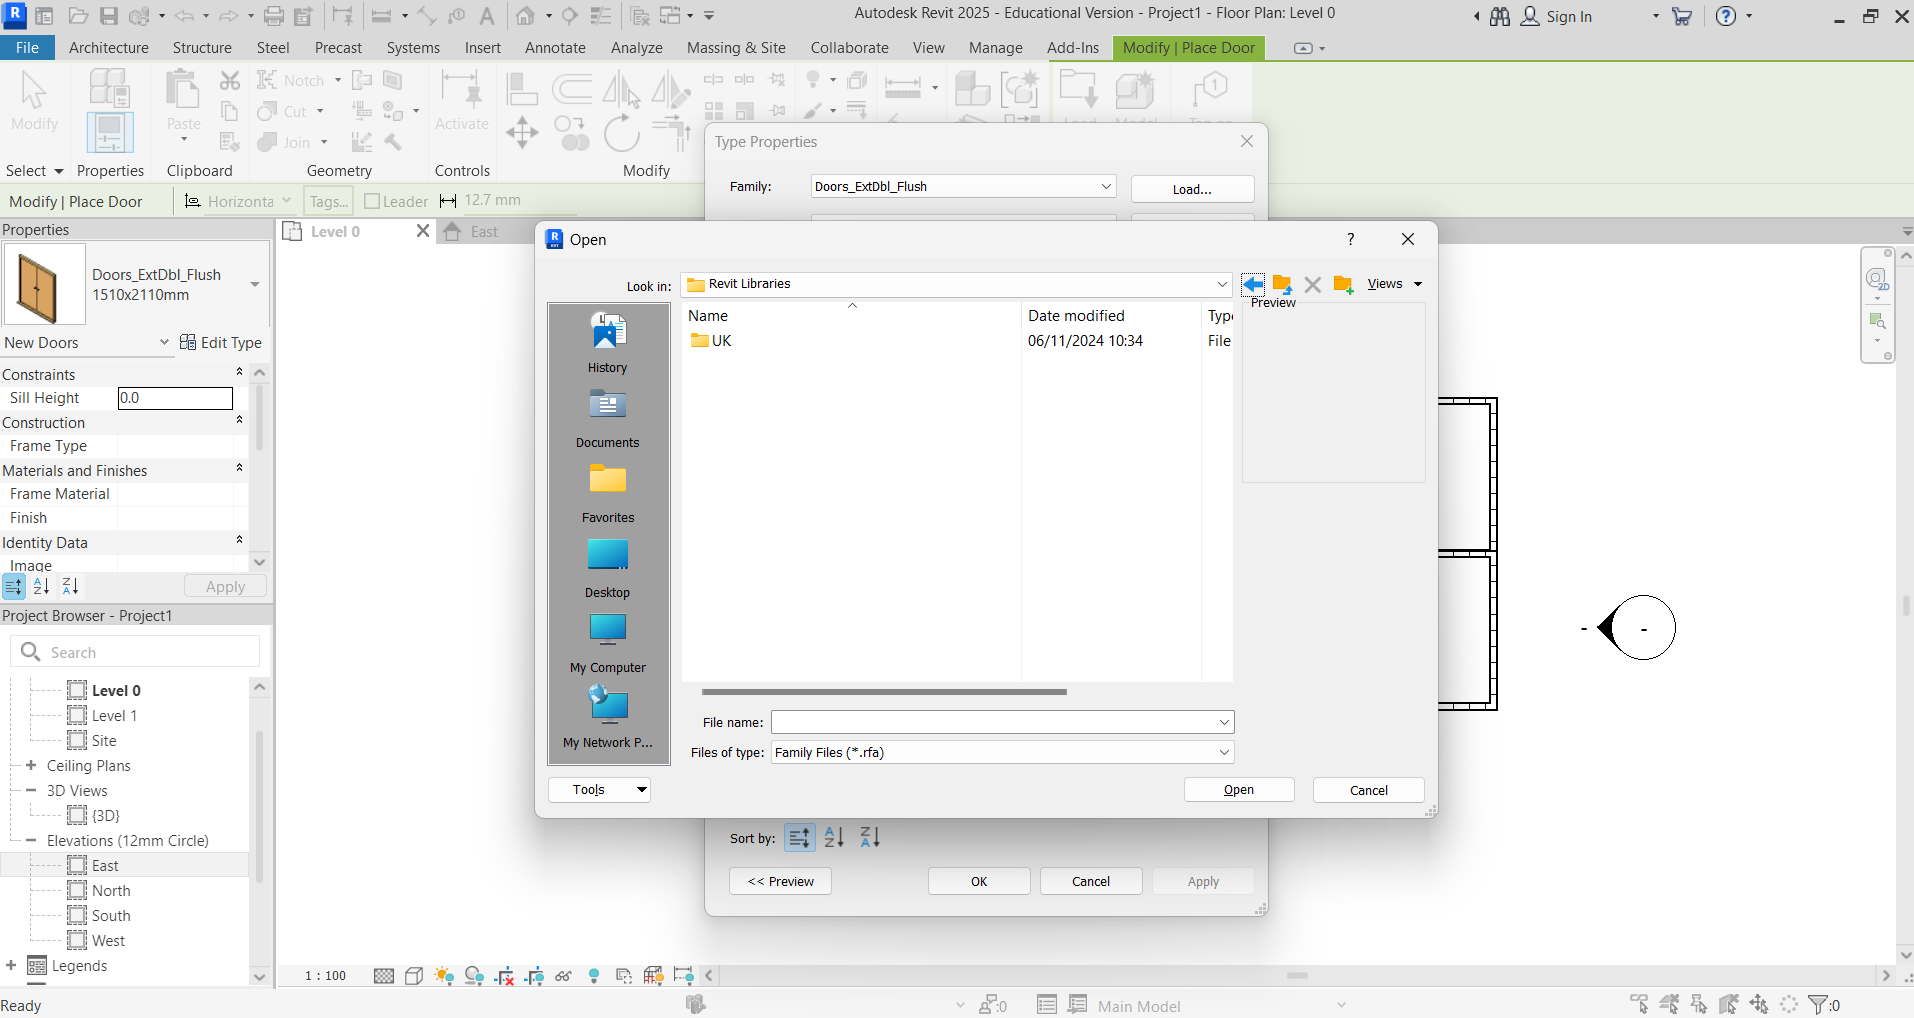 Autodesk Revit 2025 - Educational Version - Project1 - Floor Plan: Level 0
Sign In
File Architecture Structure Steel Precast Systems Insert Annotate Analyze Massing & Site Collaborate View Manage Add-Ins Modify | Place Door
Modify
Paste
Notch
Cut
Join
Activate
Select Properties Clipboard Geometry Controls Modify
Modify | Place Door
Tags...
Leader
12.7 mm
Properties
Doors_ExtDbl_Flush
1510x2110mm
New Doors
Edit Type
Constraints
Sill Height 0.0
Construction
Frame Type
Materials and Finishes
Frame Material
Finish
Identity Data
Image
Apply
Project Browser - Project1
Search
Level 0
Level 1
Site
Ceiling Plans
3D Views
{3D}
Elevations (12mm Circle)
East
North
South
West
Legends
Level 0
East
Type Properties
Family:
Doors_ExtDbl_Flush
Load...
Open
Look in:
Revit Libraries
Views
Preview
Name Date modified
UK 06/11/2024 10:34 File
History
Documents
Favorites
Desktop
My Computer
My Network P...
File name:
Files of type:
Family Files (*.rfa)
Tools
Open
Cancel
Sort by:
<< Preview
OK
Cancel
Apply
-
-
1 : 100
Ready
:0
Main Model
:0